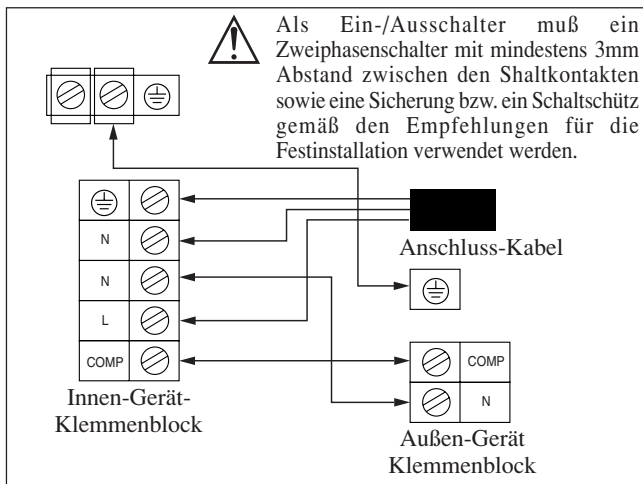 Als Ein-/Ausschalter muß ein
Zweiphasenschalter mit mindestens 3mm
Abstand zwischen den Shaltkontakten
sowie eine Sicherung bzw. ein Schaltschütz
gemäß den Empfehlungen für die
Festinstallation verwendet werden.
N
N
L
COMP
Innen-Gerät-
Klemmenblock
Anschluss-Kabel
COMP
N
Außen-Gerät
Klemmenblock